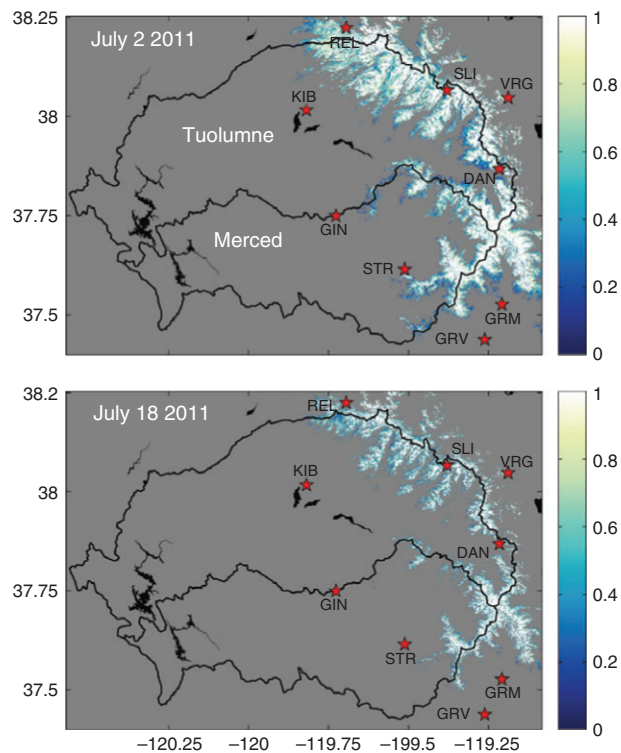 38.25
July 2 2011
REL
SLI
VRG
KIB
38
Tuolumne
DAN
37.75
GIN
Merced
STR
37.5
GRM
GRV
1
0.8
0.6
0.4
0.2
0
38.2
July 18 2011
REL
SLI
VRG
KIB
38
DAN
37.75
GIN
STR
37.5
GRM
GRV
1
0.8
0.6
0.4
0.2
0
−120.25 −120 −119.75 −119.5 −119.25